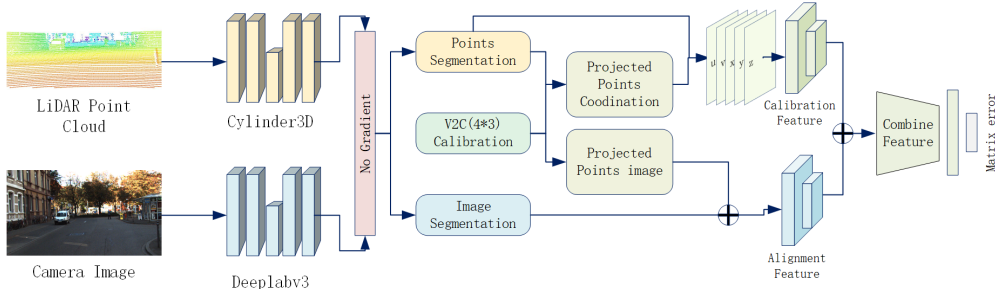 LiDAR Point
Cloud
Cylinder3D
Camera Image
Deeplabv3
No Gradient
Points
Segmentation
V2C(4*3)
Calibration
Image
Segmentation
Projected
Points
Coodination
Projected
Points image
u v x y z
Calibration
Feature
Alignment
Feature
Combine
Feature
Matrix error